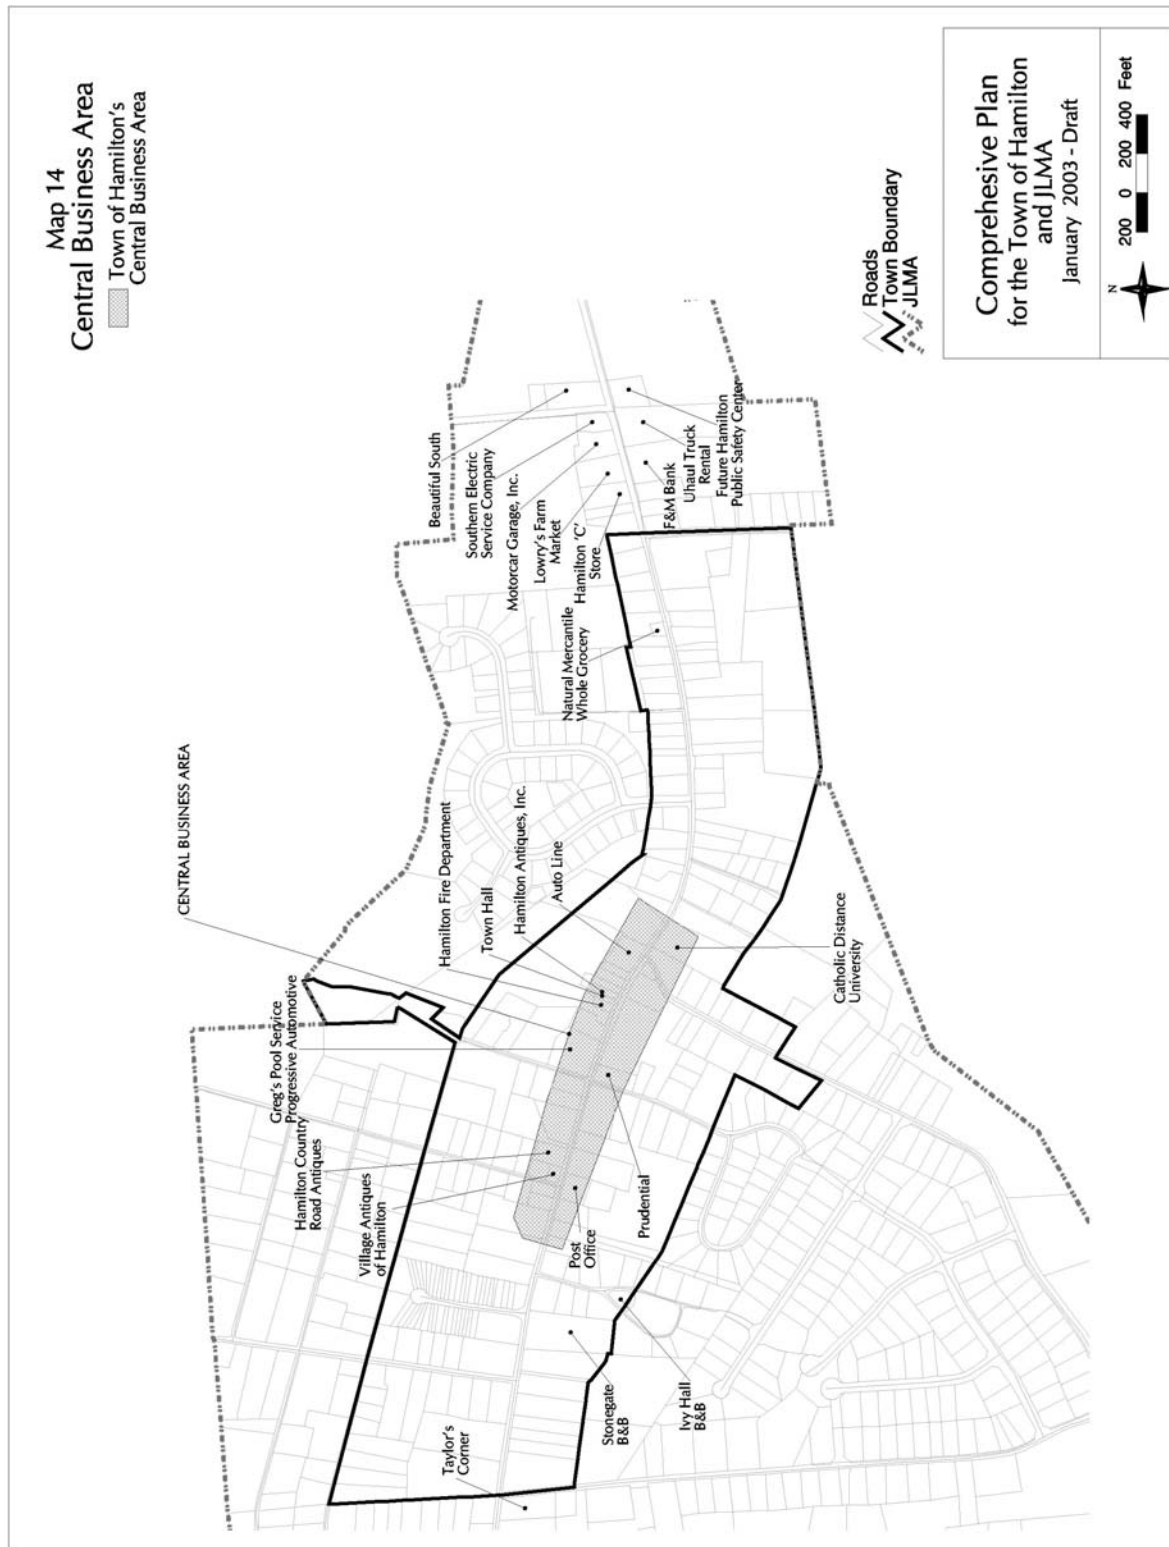 Map 14
Central Business Area
Town of Hamilton's
Central Business Area
CENTRAL BUSINESS AREA
Greg's Pool Service
Progressive Automotive
Hamilton Country
Road Antiques
Village Antiques
of Hamilton
Taylor's
Corner
Hamilton Fire Department
Town Hall
Hamilton Antiques, Inc.
Auto Line
Beautiful South
Southern Electric
Service Company
Motorcar Garage, Inc.
Lowry's Farm
Market
Hamilton 'C'
Store
Natural Mercantile
Whole Grocery
F&M Bank
Uhaul Truck
Rental
Future Hamilton
Public Safety Center
Post
Office
Prudential
Catholic Distance
University
Stonegate
B&B
Ivy Hall
B&B
Roads
Town Boundary
JLMA
Comprehesive Plan
for the Town of Hamilton
and JLMA
January 2003 - Draft
N
200 0 200 400 Feet